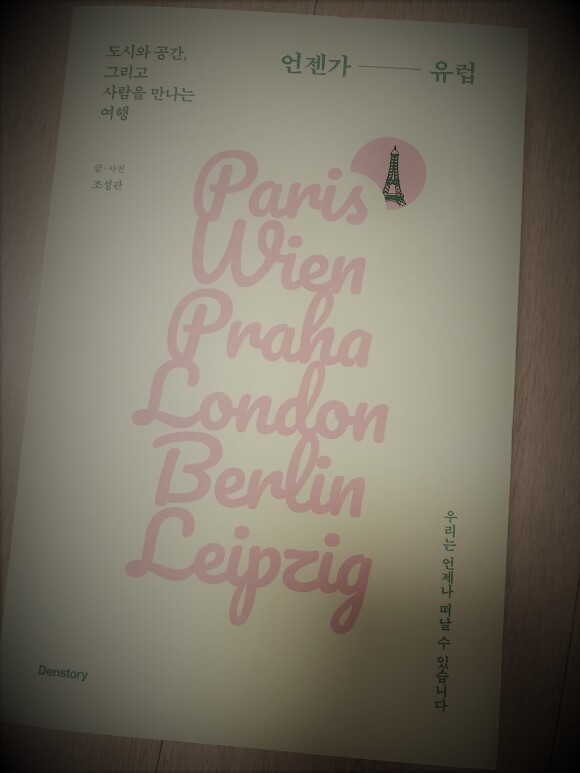 도시와 공간,
그리고
사람을 만나는
여행
언젠가 — 유럽
글·사진
조성관
Paris
Wien
Praha
London
Berlin
Leipzig
우리는 언제나 떠날 수 있습니다
Denstory